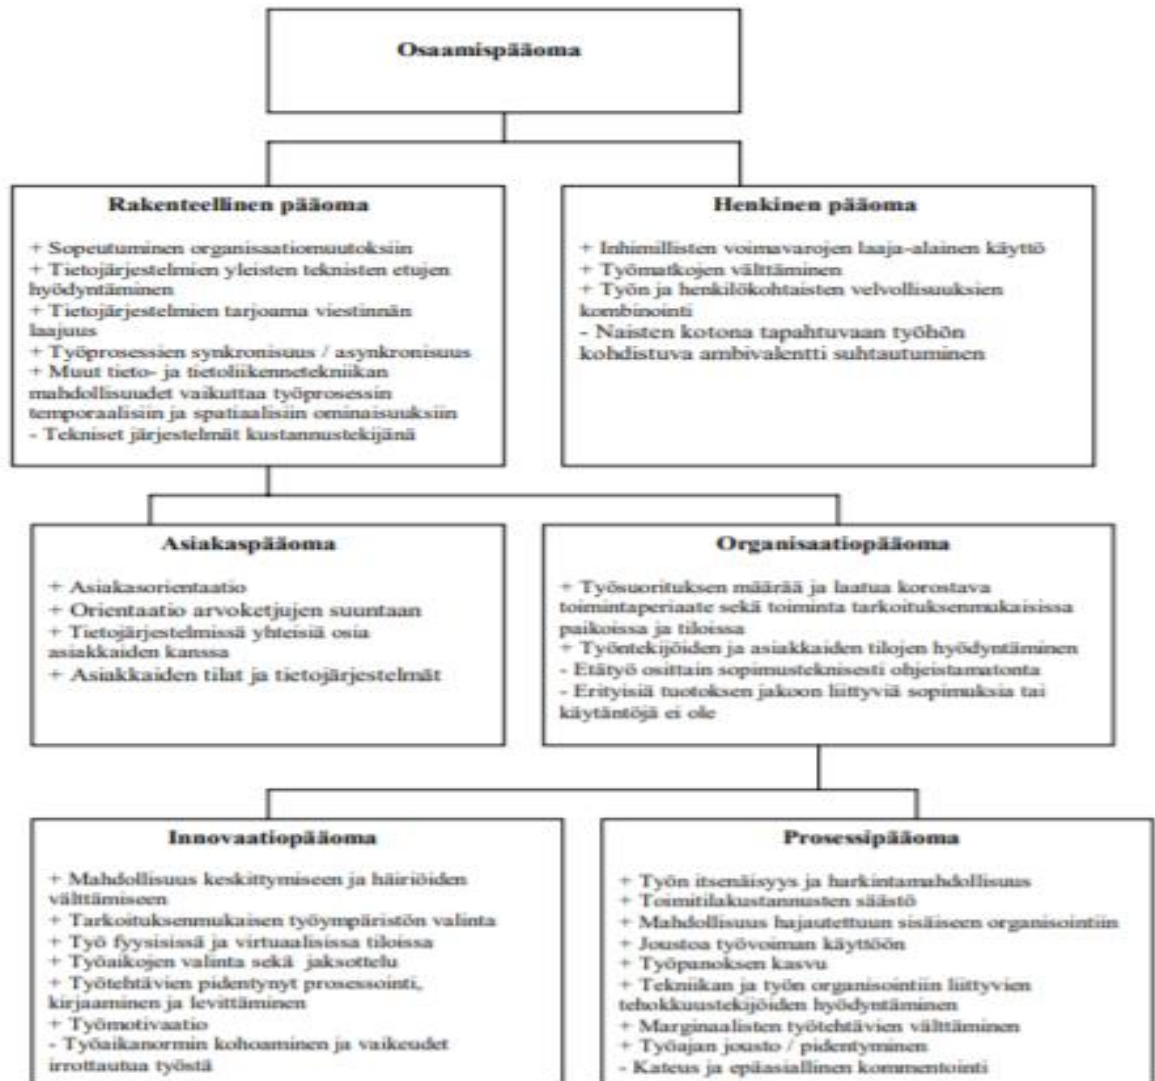 Osaamispääoma
Rakenteellinen pääoma
+ Sopeutuminen organisaatiomuutoksiin
+ Tietojärjestelmien yleisten teknisten etujen
hyödyntäminen
+ Tietojärjestelmien tarjoama viestinnän
laajuus
+ Työprosessien synkronisuus / asynkronisuus
+ Muut tieto- ja tietoliikennetekniikan
mahdollisuudet vaikuttaa työprosessin
temporaalisiin ja spatiaalisiin ominaisuuksiin
- Tekniset järjestelmät kustannustekijänä
Henkinen pääoma
+ Inhimillisten voimavarojen laaja-alainen käyttö
+ Työmatkojen välttäminen
+ Työn ja henkilökohtaisten velvollisuuksien
kombinointi
- Naisten kotona tapahtuvaan työhön
kohdistuva ambivalentti suhtautuminen
Asiakaspääoma
+ Asiakasorientaatio
+ Orientaatio arvoketjujen suuntaan
+ Tietojärjestelmissä yhteisiä osia
asiakkaiden kanssa
+ Asiakkaiden tilat ja tietojärjestelmät
Organisaatiopääoma
+ Työsuorituksen määrää ja laatua korostava
toimintaperiaate sekä toiminta tarkoituksenmukaisissa
paikoissa ja tiloissa
+ Työntekijöiden ja asiakkaiden tilojen hyödyntäminen
- Etätyö osittain sopimusteknisesti ohjeistamatonta
- Erityisiä tuotoksen jakoon liittyviä sopimuksia tai
käytäntöjä ei ole
Innovaatiopääoma
+ Mahdollisuus keskittymiseen ja häiriöiden
välttämiseen
+ Tarkoituksenmukaisen työympäristön valinta
+ Työ fyysisissä ja virtuaalisissa tiloissa
+ Työaikojen valinta sekä jaksottelu
+ Työtehtävien pidentynyt prosessointi,
kirjaaminen ja levittäminen
+ Työmotivaatio
- Työaikanormin kohoaminen ja vaikeudet
irrottautua työstä
Prosessipääoma
+ Työn itsenäisyys ja harkintamahdollisuus
+ Toimitilakustannusten säästö
+ Mahdollisuus hajautettuun sisäiseen organisointiin
+ Joustoa työvoiman käyttöön
+ Työpanoksen kasvu
+ Tekniikan ja työn organisointiin liittyvien
tehokkuustekijöiden hyödyntäminen
+ Marginaalisten työtehtävien välttäminen
+ Työajan jousto / pidentyminen
- Kateus ja epäasiallinen kommentointi